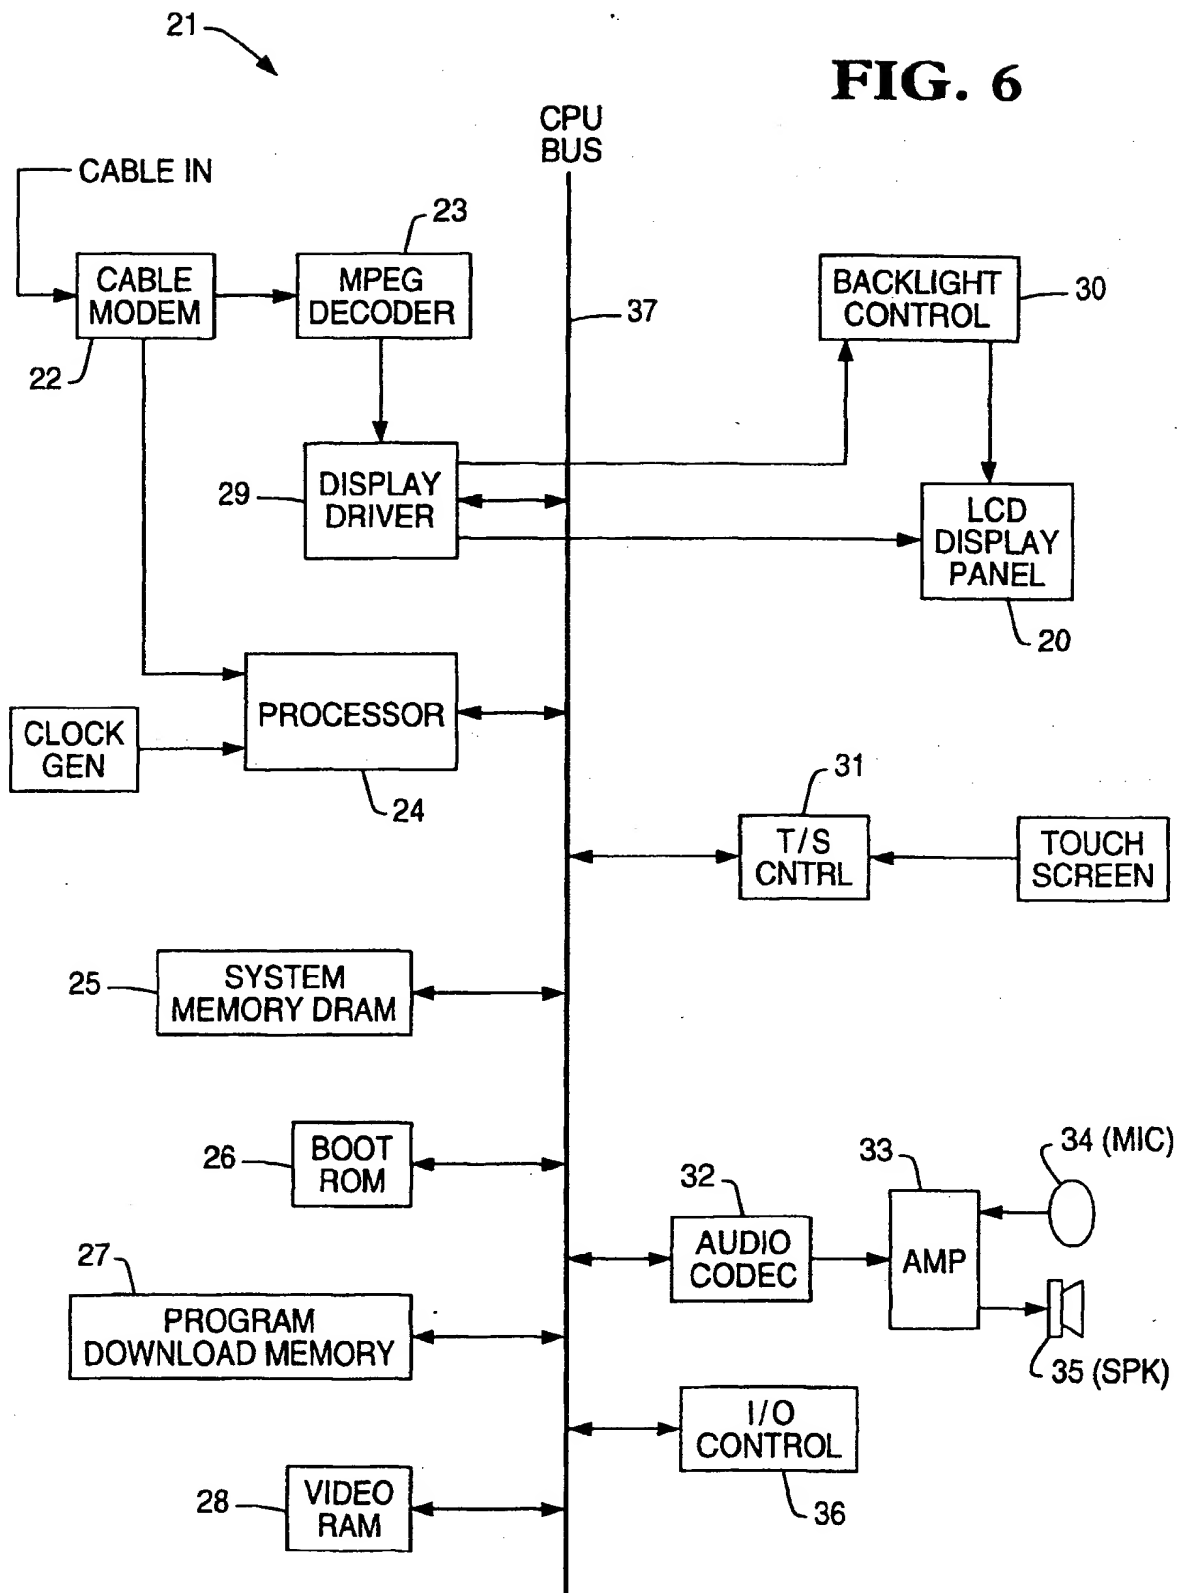 21
FIG. 6
CPU
BUS
CABLE IN
23
CABLE
MODEM
MPEG
DECODER
BACKLIGHT
CONTROL
30
37
22
29
DISPLAY
DRIVER
LCD
DISPLAY
PANEL
20
PROCESSOR
CLOCK
GEN
24
31
T/S
CNTRL
TOUCH
SCREEN
25
SYSTEM
MEMORY DRAM
26
BOOT
ROM
34 (MIC)
33
32
AUDIO
CODEC
AMP
27
PROGRAM
DOWNLOAD MEMORY
35 (SPK)
I/O
CONTROL
36
28
VIDEO
RAM